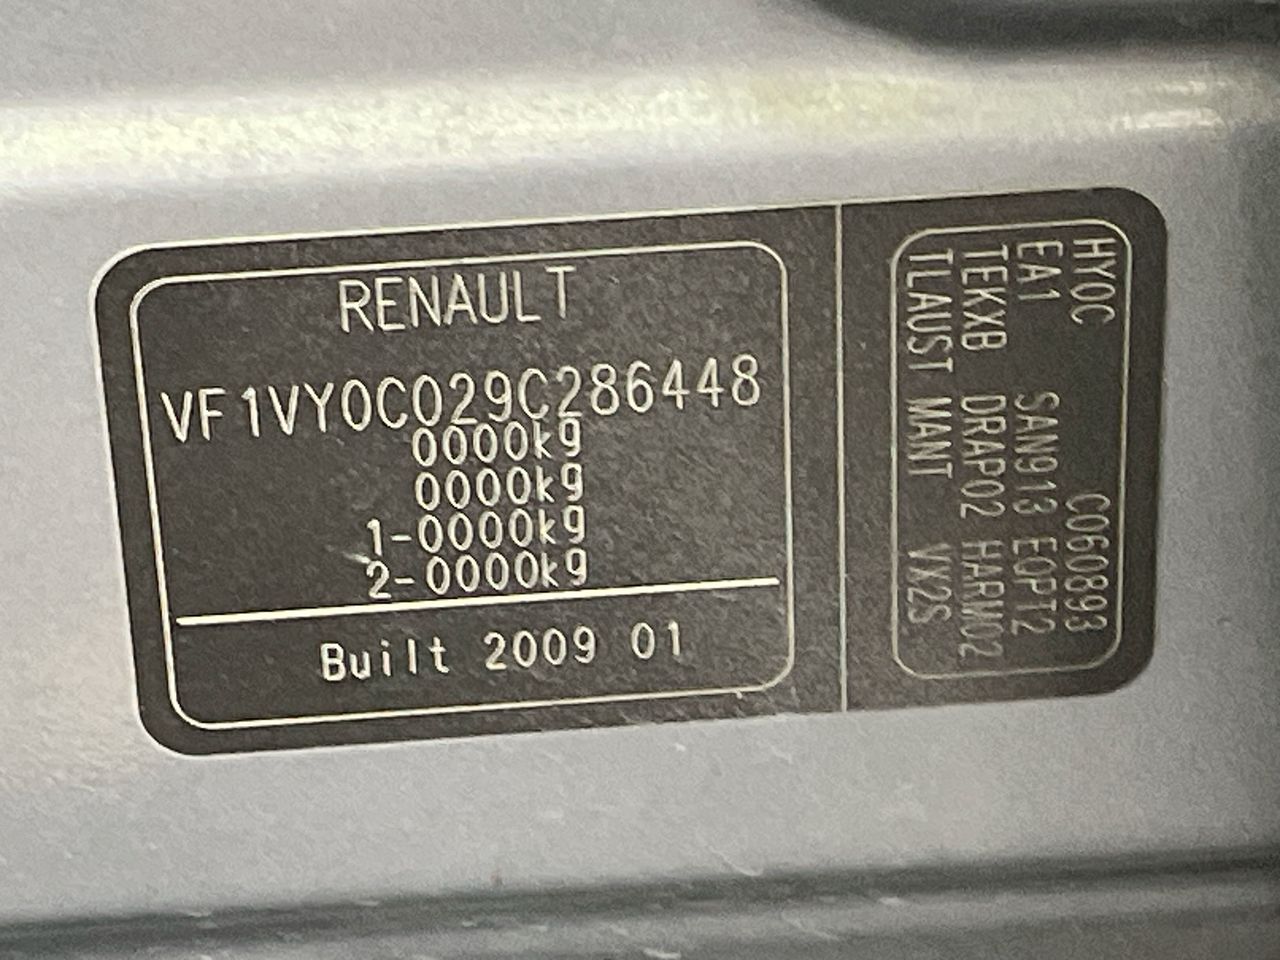 RENAULT
VF1VY0C029C286448
0000kg
0000kg
1-0000kg
2-0000kg
Built 2009 01
HY0C C060893
EA1 SAN913 EQPT2
TEKXB DRAP02 HARM02
TLAUST MANT VX2S